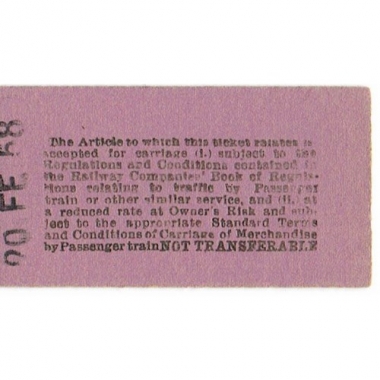 The Article to which this ticket relates is
accepted for carriage (i.) subject to the
Regulations and Conditions contained in
the Railway Companies' Book of Regula-
tions relating to traffic by Passenger
train or other similar service, and (ii.) at
a reduced rate at Owner's Risk and sub-
ject to the appropriate Standard Terms
and Conditions of Carriage of Merchandise
by Passenger train NOT TRANSFERABLE
20 FE 58